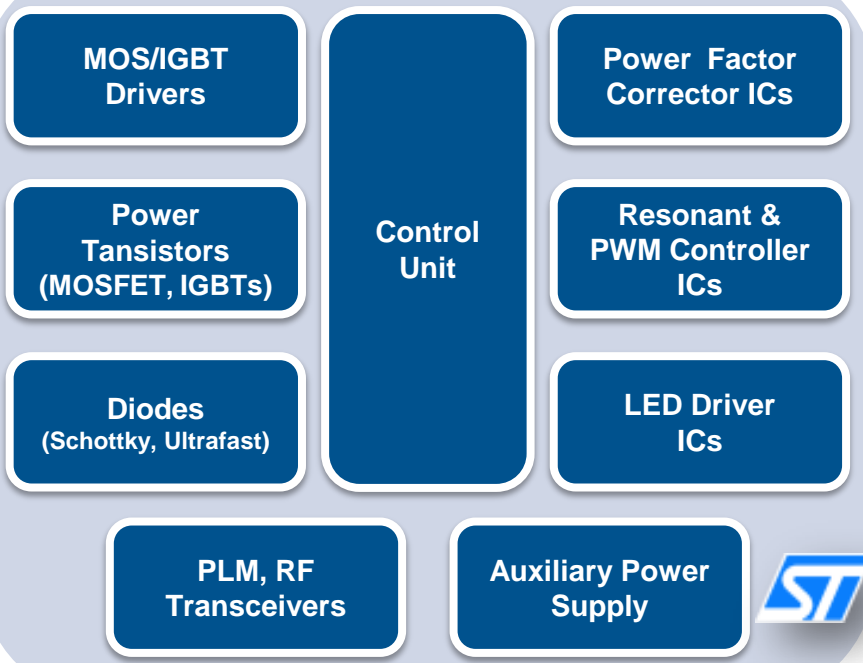 MOS/IGBT
Drivers
Power
Tansistors
(MOSFET, IGBTs)
Diodes
(Schottky, Ultrafast)
Control
Unit
Power Factor
Corrector ICs
Resonant &
PWM Controller
ICs
LED Driver
ICs
PLM, RF
Transceivers
Auxiliary Power
Supply
ST